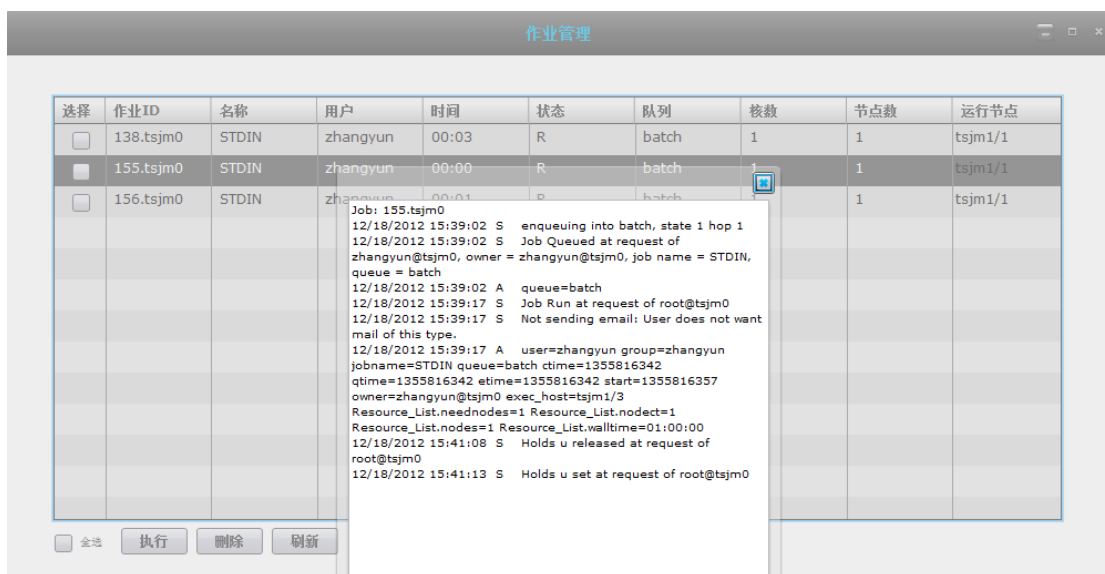 作业管理
选择 作业ID 名称 用户 时间 状态 队列 核数 节点数 运行节点
138.tsjm0 STDIN zhangyun 00:03 R batch 1 1 tsjm1/1
155.tsjm0 STDIN zhangyun 00:00 R batch 1 1 tsjm1/1
156.tsjm0 STDIN zhangyun 00:01 R batch 1 tsjm1/1
Job: 155.tsjm0
12/18/2012 15:39:02 S enqueuing into batch, state 1 hop 1
12/18/2012 15:39:02 S Job Queued at request of
zhangyun@tsjm0, owner = zhangyun@tsjm0, job name = STDIN,
queue = batch
12/18/2012 15:39:02 A queue=batch
12/18/2012 15:39:17 S Job Run at request of root@tsjm0
12/18/2012 15:39:17 S Not sending email: User does not want
mail of this type.
12/18/2012 15:39:17 A user=zhangyun group=zhangyun
jobname=STDIN queue=batch ctime=1355816342
qtime=1355816342 etime=1355816342 start=1355816357
owner=zhangyun@tsjm0 exec_host=tsjm1/3
Resource_List.neednodes=1 Resource_List.nodect=1
Resource_List.nodes=1 Resource_List.walltime=01:00:00
12/18/2012 15:41:08 S Holds u released at request of
root@tsjm0
12/18/2012 15:41:13 S Holds u set at request of root@tsjm0
全选 执行 删除 刷新